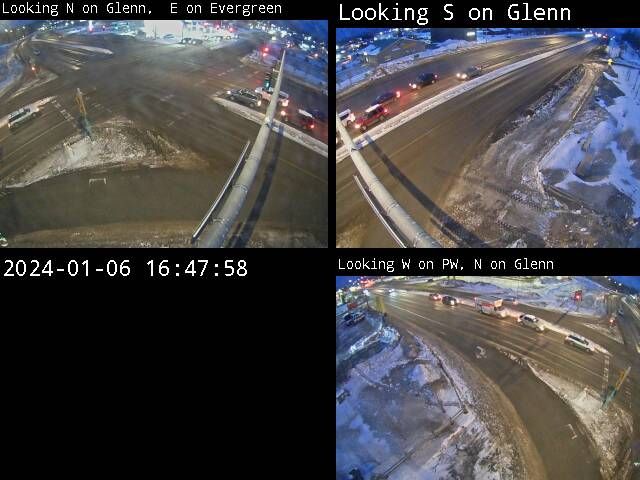 Looking N on Glenn,  E on Evergreen
Looking S on Glenn
2024-01-06 16:47:58
Looking W on PW, N on Glenn